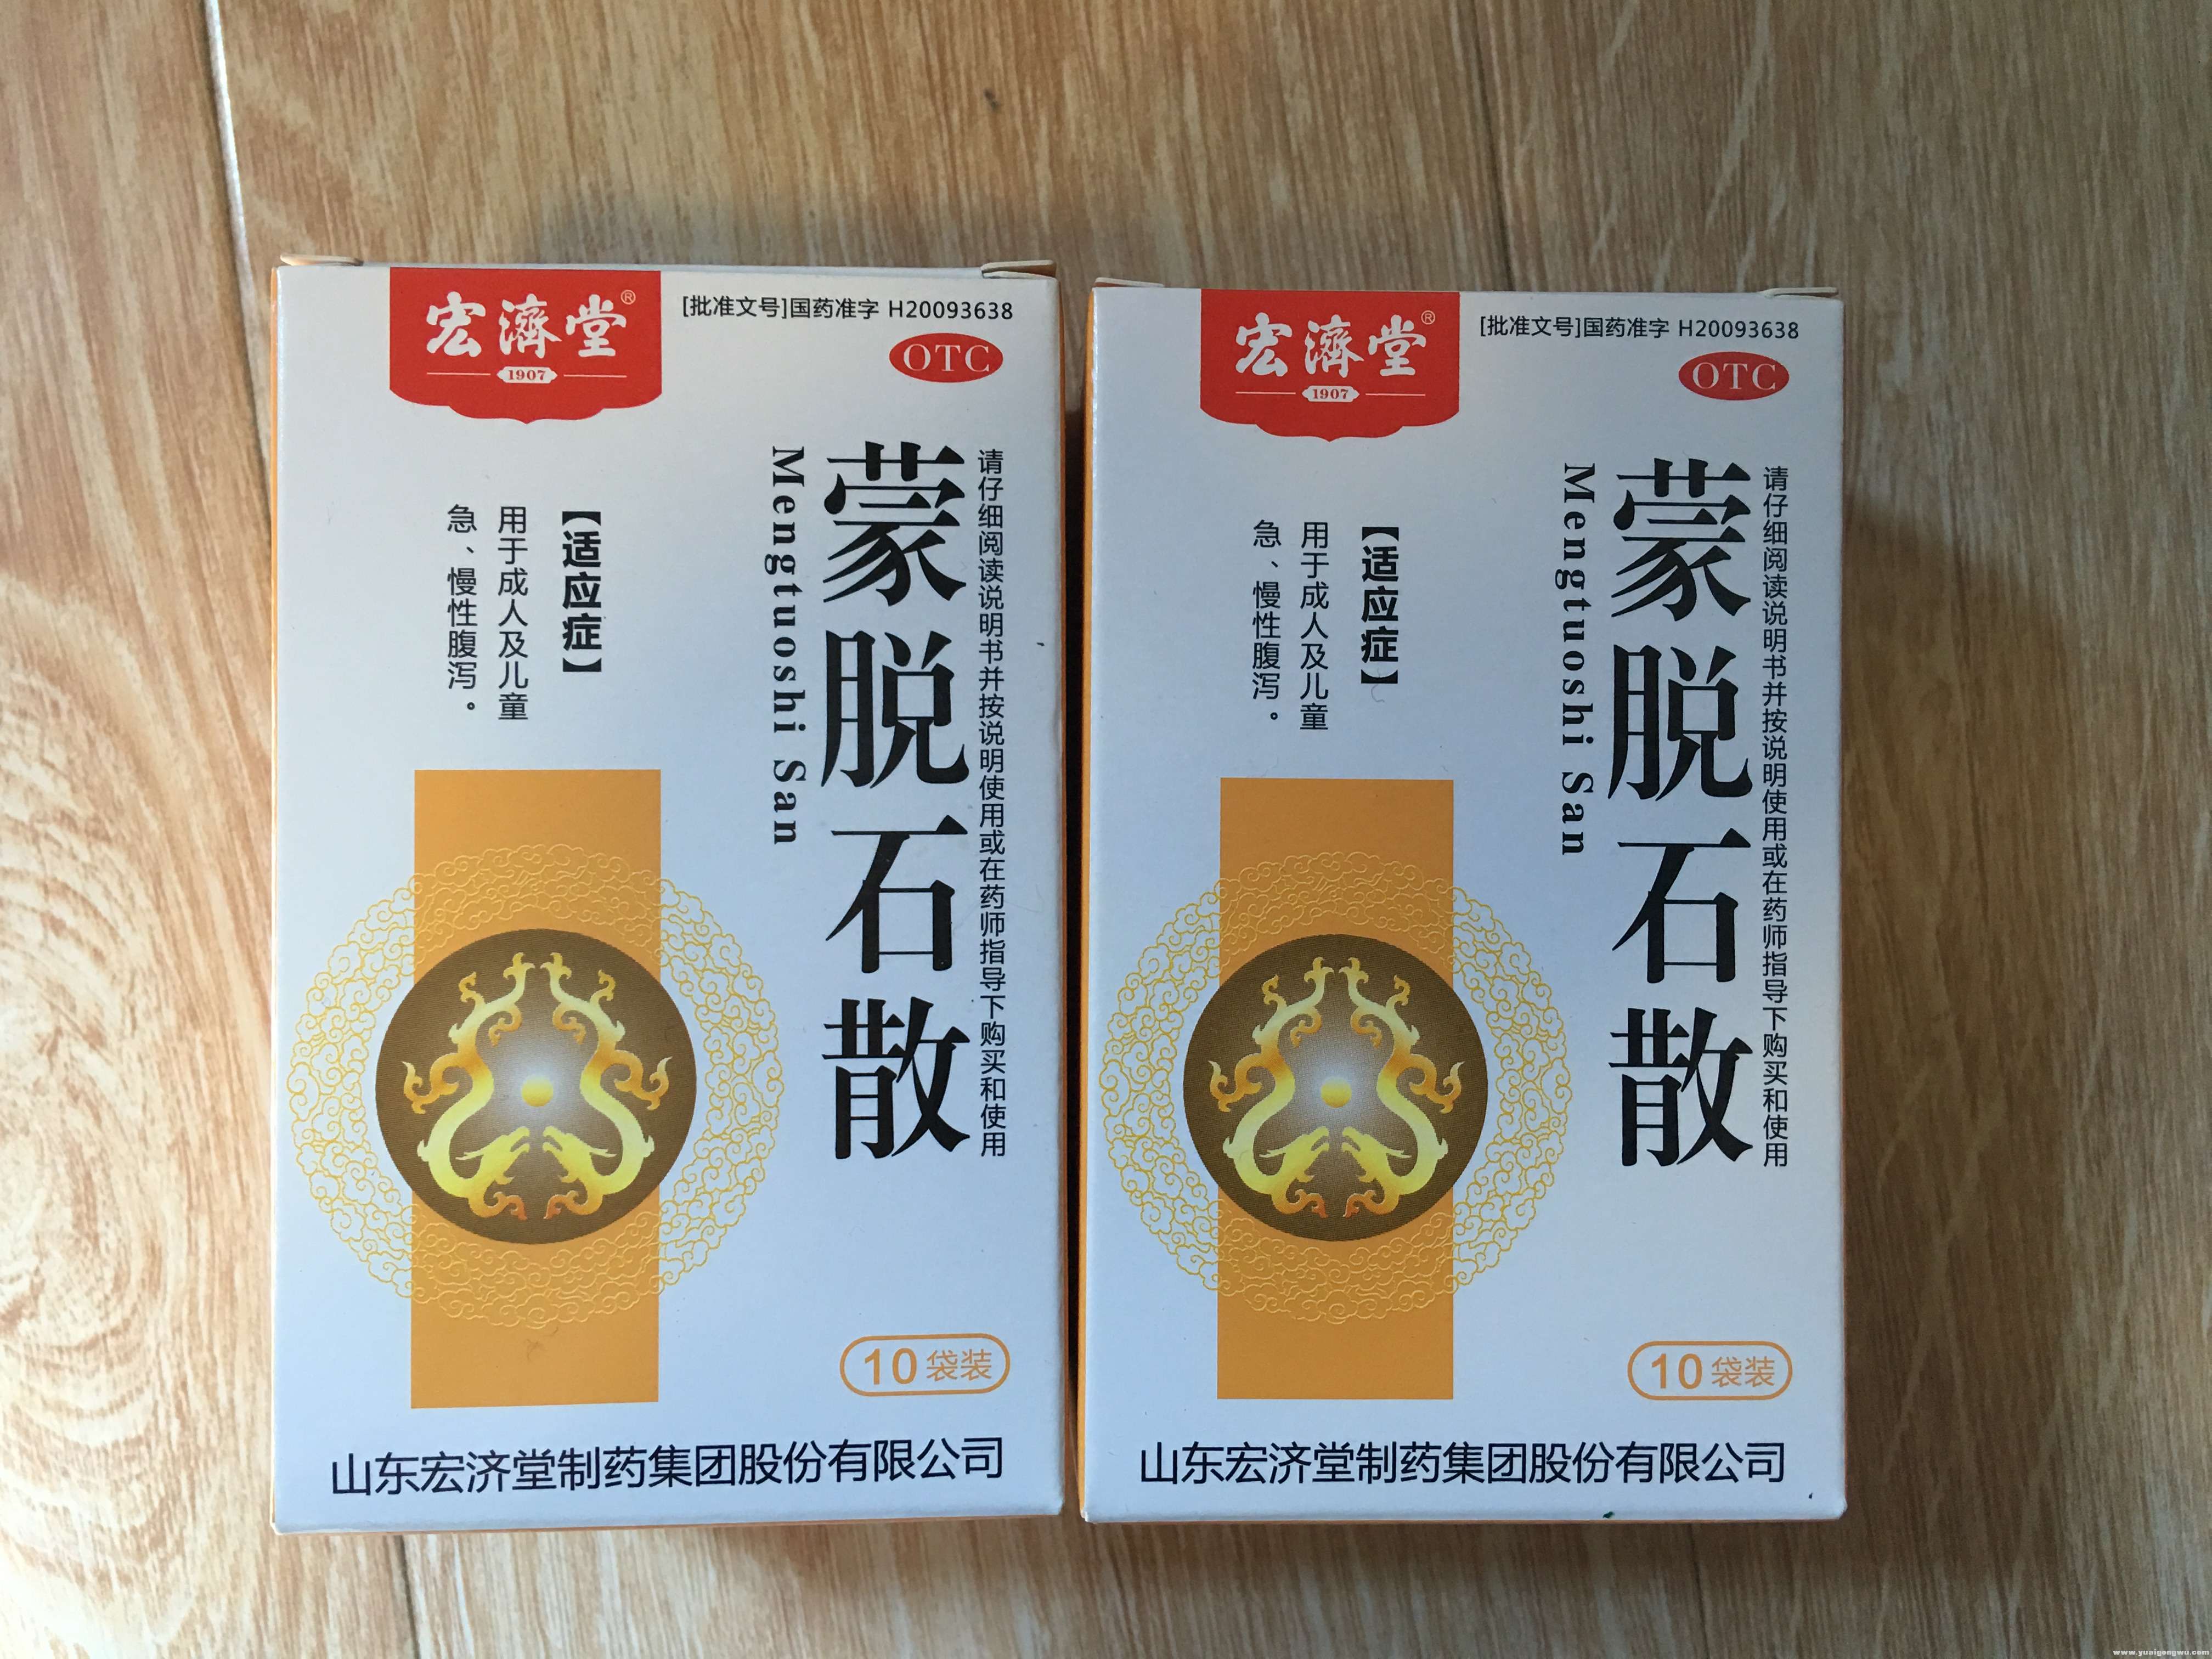 宏濟堂®
1907
[批准文号]国药准字 H20093638
OTC
请仔细阅读说明书并按说明使用或在药师指导下购买和使用
蒙脱石散
Mengtuoshi San
【适应症】
用于成人及儿童
急、慢性腹泻。
10袋装
山东宏济堂制药集团股份有限公司
宏濟堂®
1907
[批准文号]国药准字 H20093638
OTC
请仔细阅读说明书并按说明使用或在药师指导下购买和使用
蒙脱石散
Mengtuoshi San
【适应症】
用于成人及儿童
急、慢性腹泻。
10袋装
山东宏济堂制药集团股份有限公司